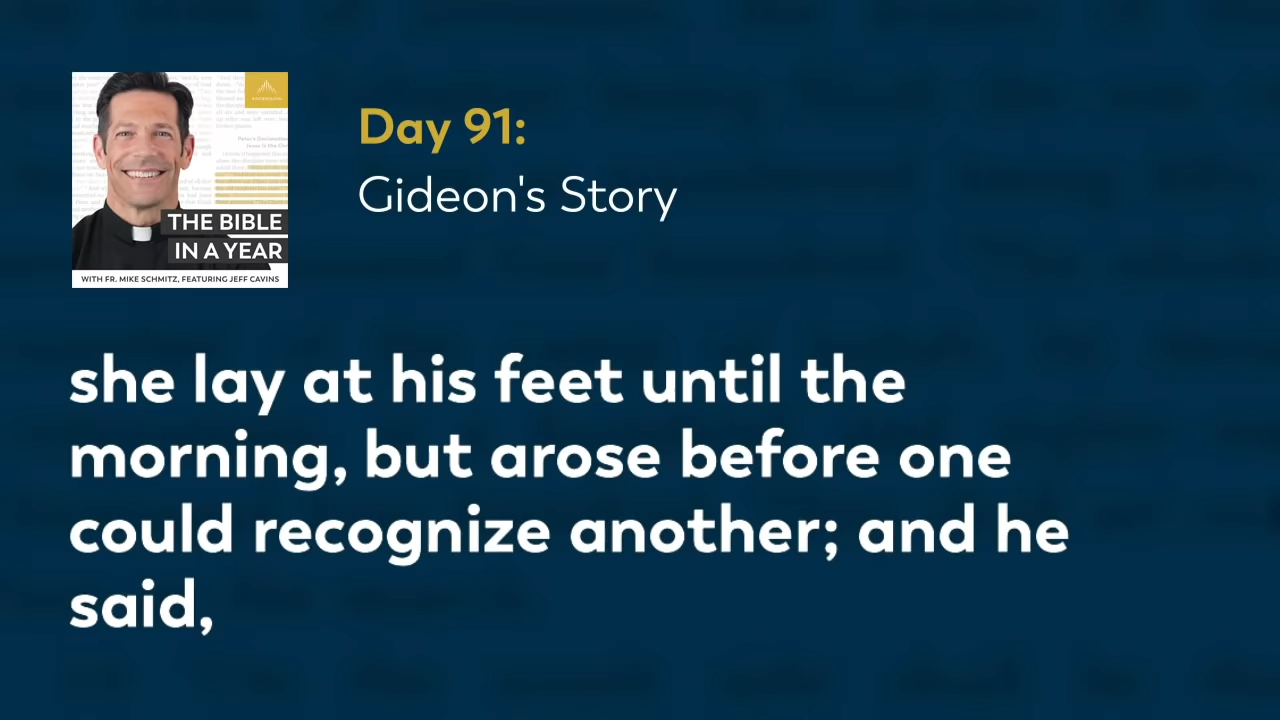 Day 91:
Gideon's Story
THE BIBLE
IN A YEAR
WITH FR. MIKE SCHMITZ, FEATURING JEFF CAVINS
she lay at his feet until the
morning, but arose before one
could recognize another; and he
said,